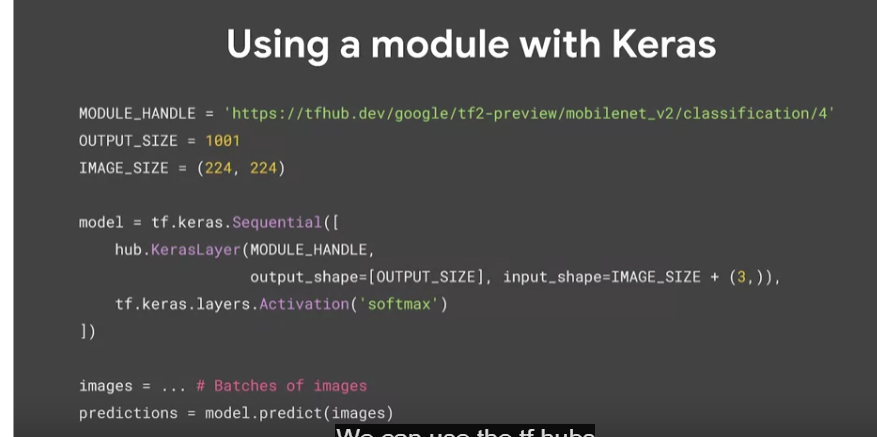 Using a module with Keras
MODULE_HANDLE = 'https://tfhub.dev/google/tf2-preview/mobilenet_v2/classification/4'
OUTPUT_SIZE = 1001
IMAGE_SIZE = (224, 224)
model = tf.keras.Sequential([
hub.KerasLayer(MODULE_HANDLE,
output_shape=[OUTPUT_SIZE], input_shape=IMAGE_SIZE + (3,)),
tf.keras.layers.Activation('softmax')
])
images = ... # Batches of images
predictions = model.predict(images)
We can use the tf hubs